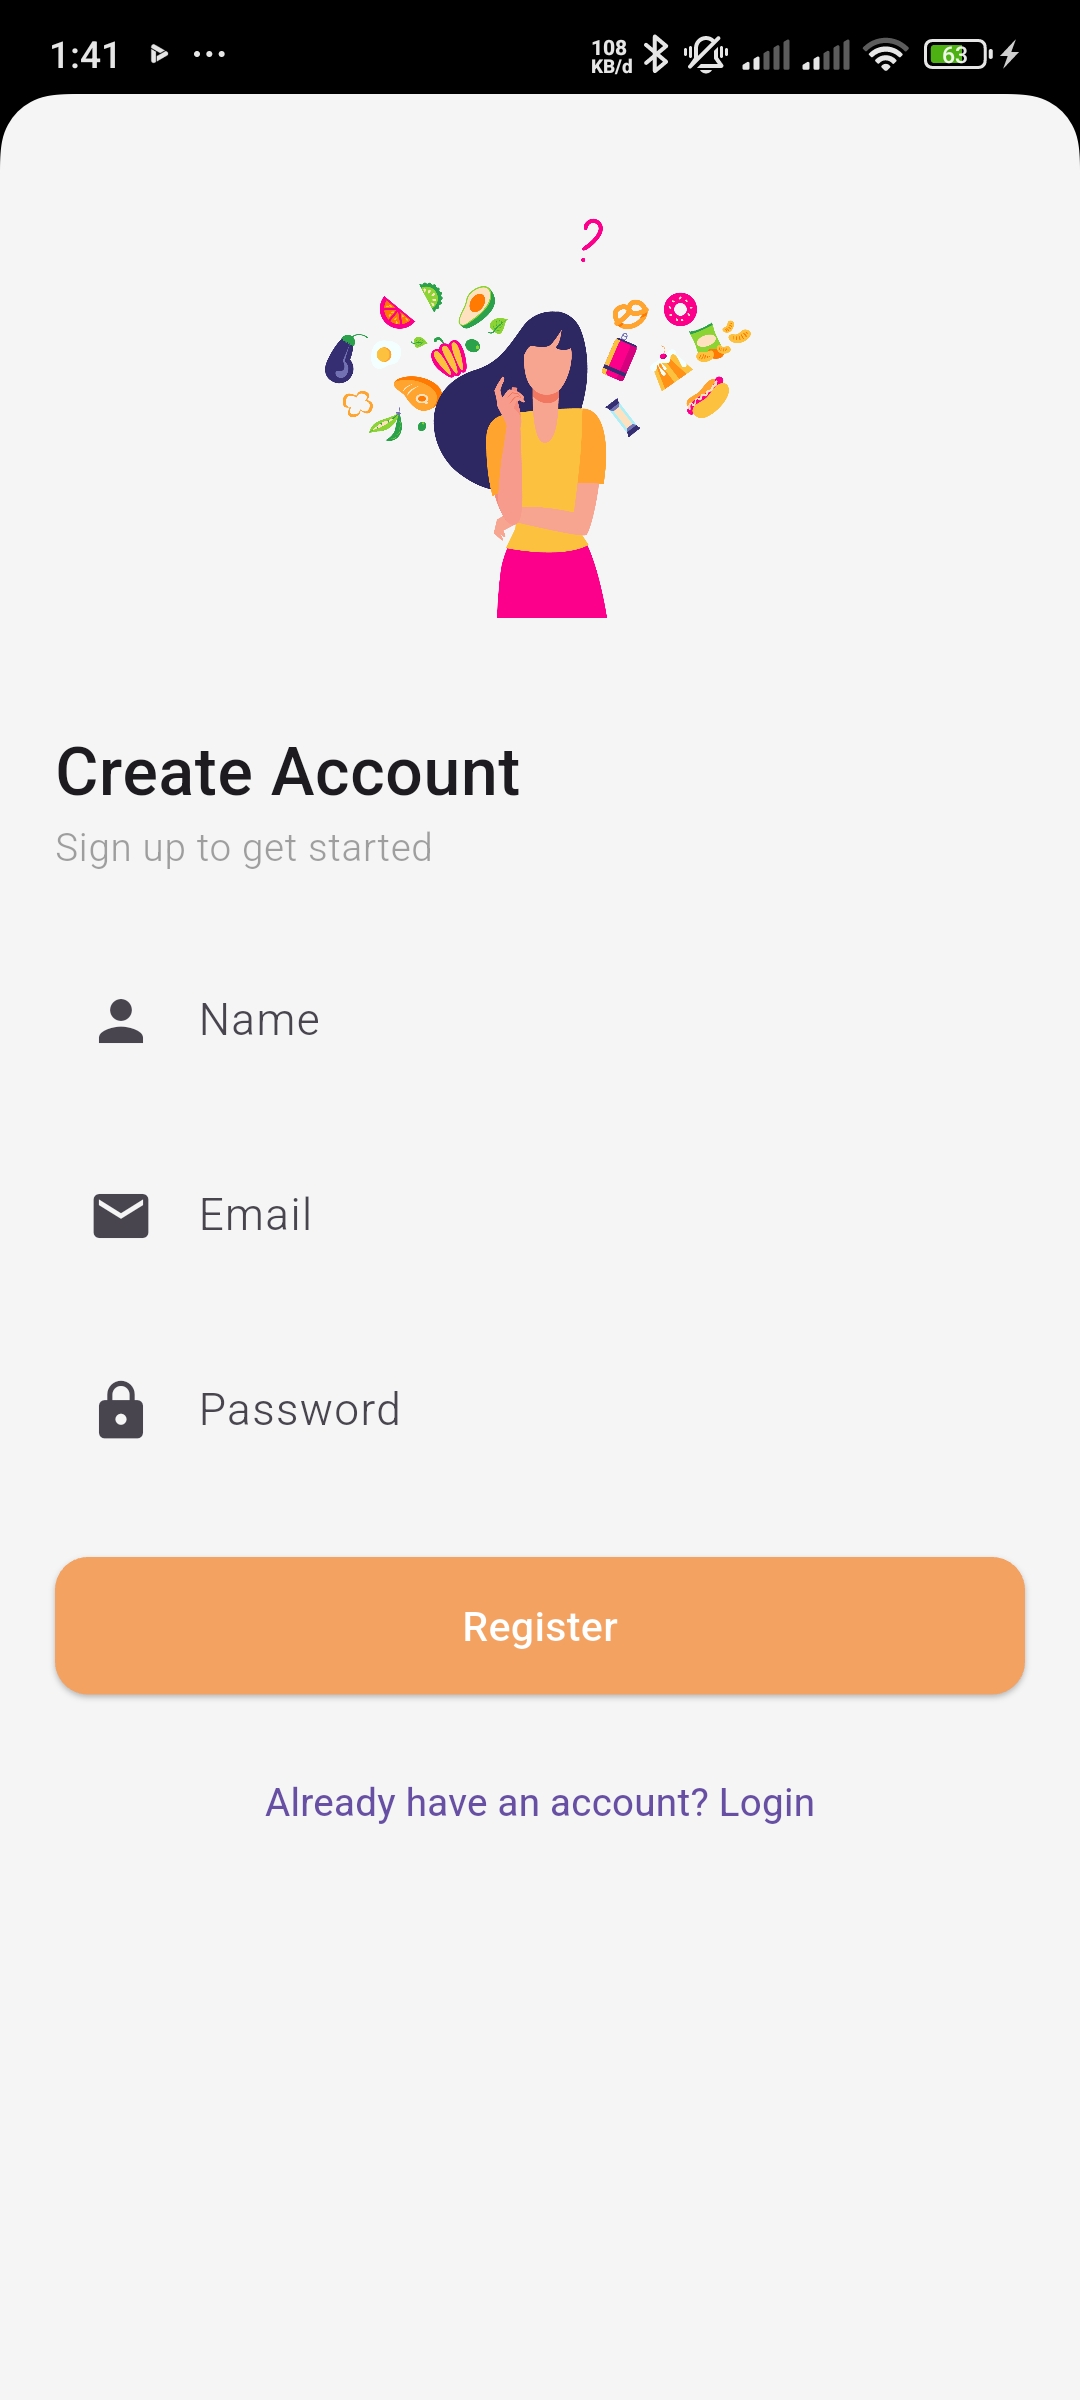 1:41
108
KB/d
63
?
Create Account
Sign up to get started
Name
Email
Password
Register
Already have an account? Login